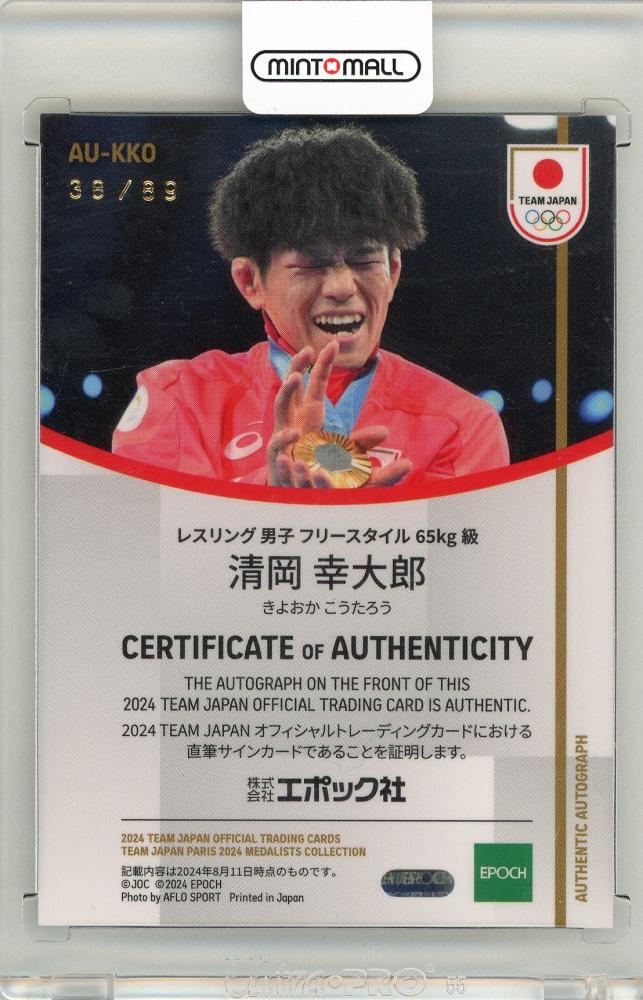 MINTOMALL
AU-KKO
38/89
TEAM JAPAN
レスリング 男子 フリースタイル 65kg 級
清岡 幸大郎
きよおか こうたろう
CERTIFICATE OF AUTHENTICITY
THE AUTOGRAPH ON THE FRONT OF THIS
2024 TEAM JAPAN OFFICIAL TRADING CARD IS AUTHENTIC.
2024 TEAM JAPAN オフィシャルトレーディングカードにおける
直筆サインカードであることを証明します。
株式会社エポック社
AUTHENTIC AUTOGRAPH
2024 TEAM JAPAN OFFICIAL TRADING CARDS
TEAM JAPAN PARIS 2024 MEDALISTS COLLECTION
記載内容は2024年8月11日時点のものです。
©JOC ©2024 EPOCH
Photo by AFLO SPORT Printed in Japan
EPOCH
Ultra·PRO® 55